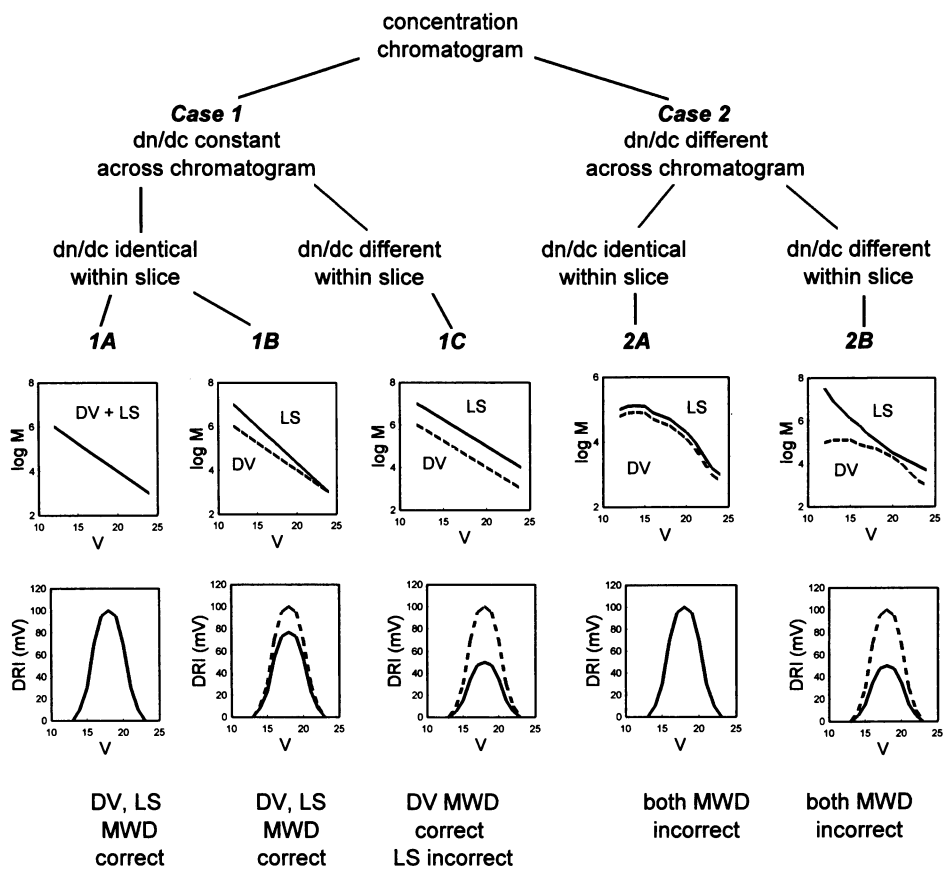 concentration
chromatogram
Case 1
dn/dc constant
across chromatogram
Case 2
dn/dc different
across chromatogram
dn/dc identical
within slice
dn/dc different
within slice
dn/dc identical
within slice
dn/dc different
within slice
1A
1B
1C
2A
2B
8
6
4
2
log M
DV + LS
10 15 20 25
V
8
6
4
2
log M
LS
DV
10 15 20 25
V
8
6
4
2
log M
LS
DV
10 15 20 25
V
6
4
2
log M
LS
DV
10 15 20 25
V
8
6
4
2
log M
LS
DV
10 15 20 25
V
120
100
80
60
40
20
0
DRI (mV)
10 15 20 25
V
120
100
80
60
40
20
0
DRI (mV)
10 15 20 25
V
120
100
80
60
40
20
0
DRI (mV)
10 15 20 25
V
120
100
80
60
40
20
0
DRI (mV)
10 15 20 25
V
120
100
80
60
40
20
0
DRI (mV)
10 15 20 25
V
DV, LS
MWD
correct
DV, LS
MWD
correct
DV MWD
correct
LS incorrect
both MWD
incorrect
both MWD
incorrect